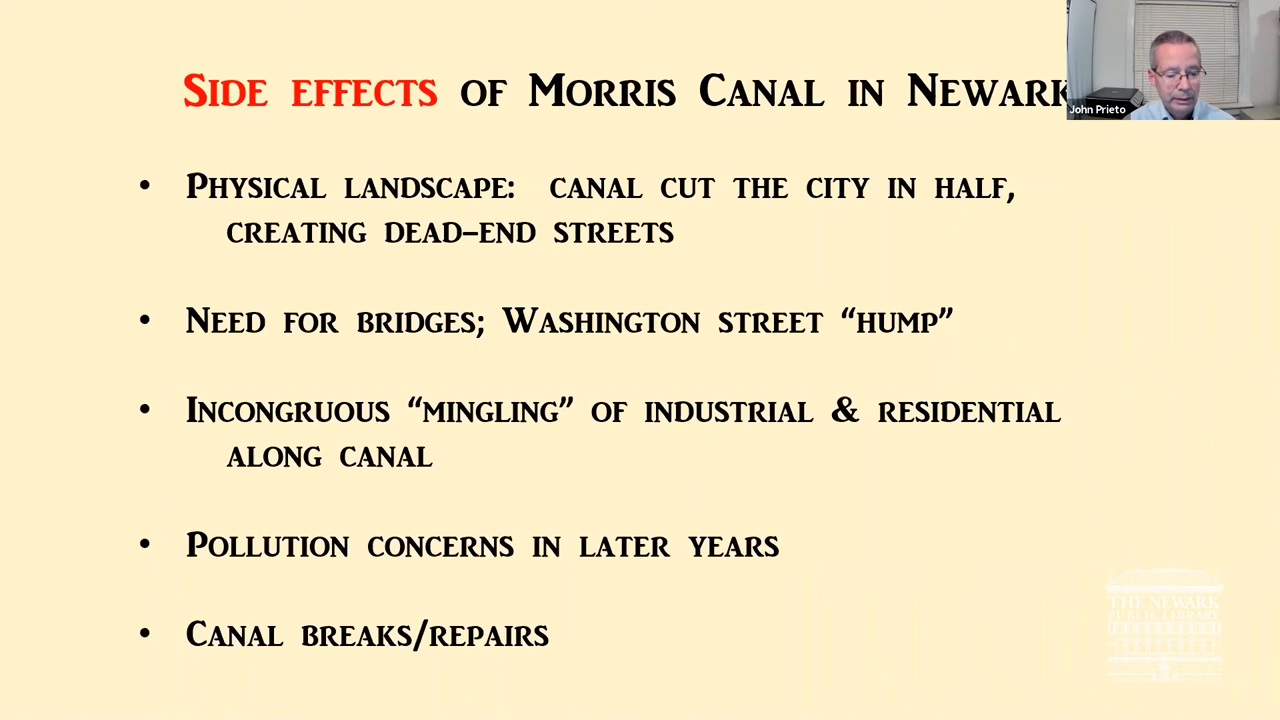 Side effects of Morris Canal in Newark
John Prieto
• Physical landscape: canal cut the city in half,
creating dead-end streets
• Need for bridges; Washington street “hump”
• Incongruous “mingling” of industrial & residential
along canal
• Pollution concerns in later years
• Canal breaks/repairs
THE NEWARK
PUBLIC LIBRARY